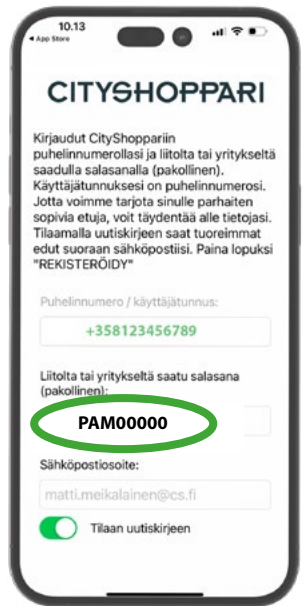 10.13
◀ App Store
CITYSHOPPARI
Kirjaudut CityShoppariin
puhelinnumerollasi ja liitolta tai yritykseltä
saadulla salasanalla (pakollinen).
Käyttäjätunnuksesi on puhelinnumerosi.
Jotta voimme tarjota sinulle parhaiten
sopivia etuja, voit täydentää alle tietojasi.
Tilaamalla uutiskirjeen saat tuoreimmat
edut suoraan sähköpostiisi. Paina lopuksi
"REKISTERÖIDY"
Puhelinnumero / käyttäjätunnus:
+358123456789
Liitolta tai yritykseltä saatu salasana
(pakollinen):
PAM00000
Sähköpostiosoite:
matti.meikalainen@cs.fi
Tilaan uutiskirjeen